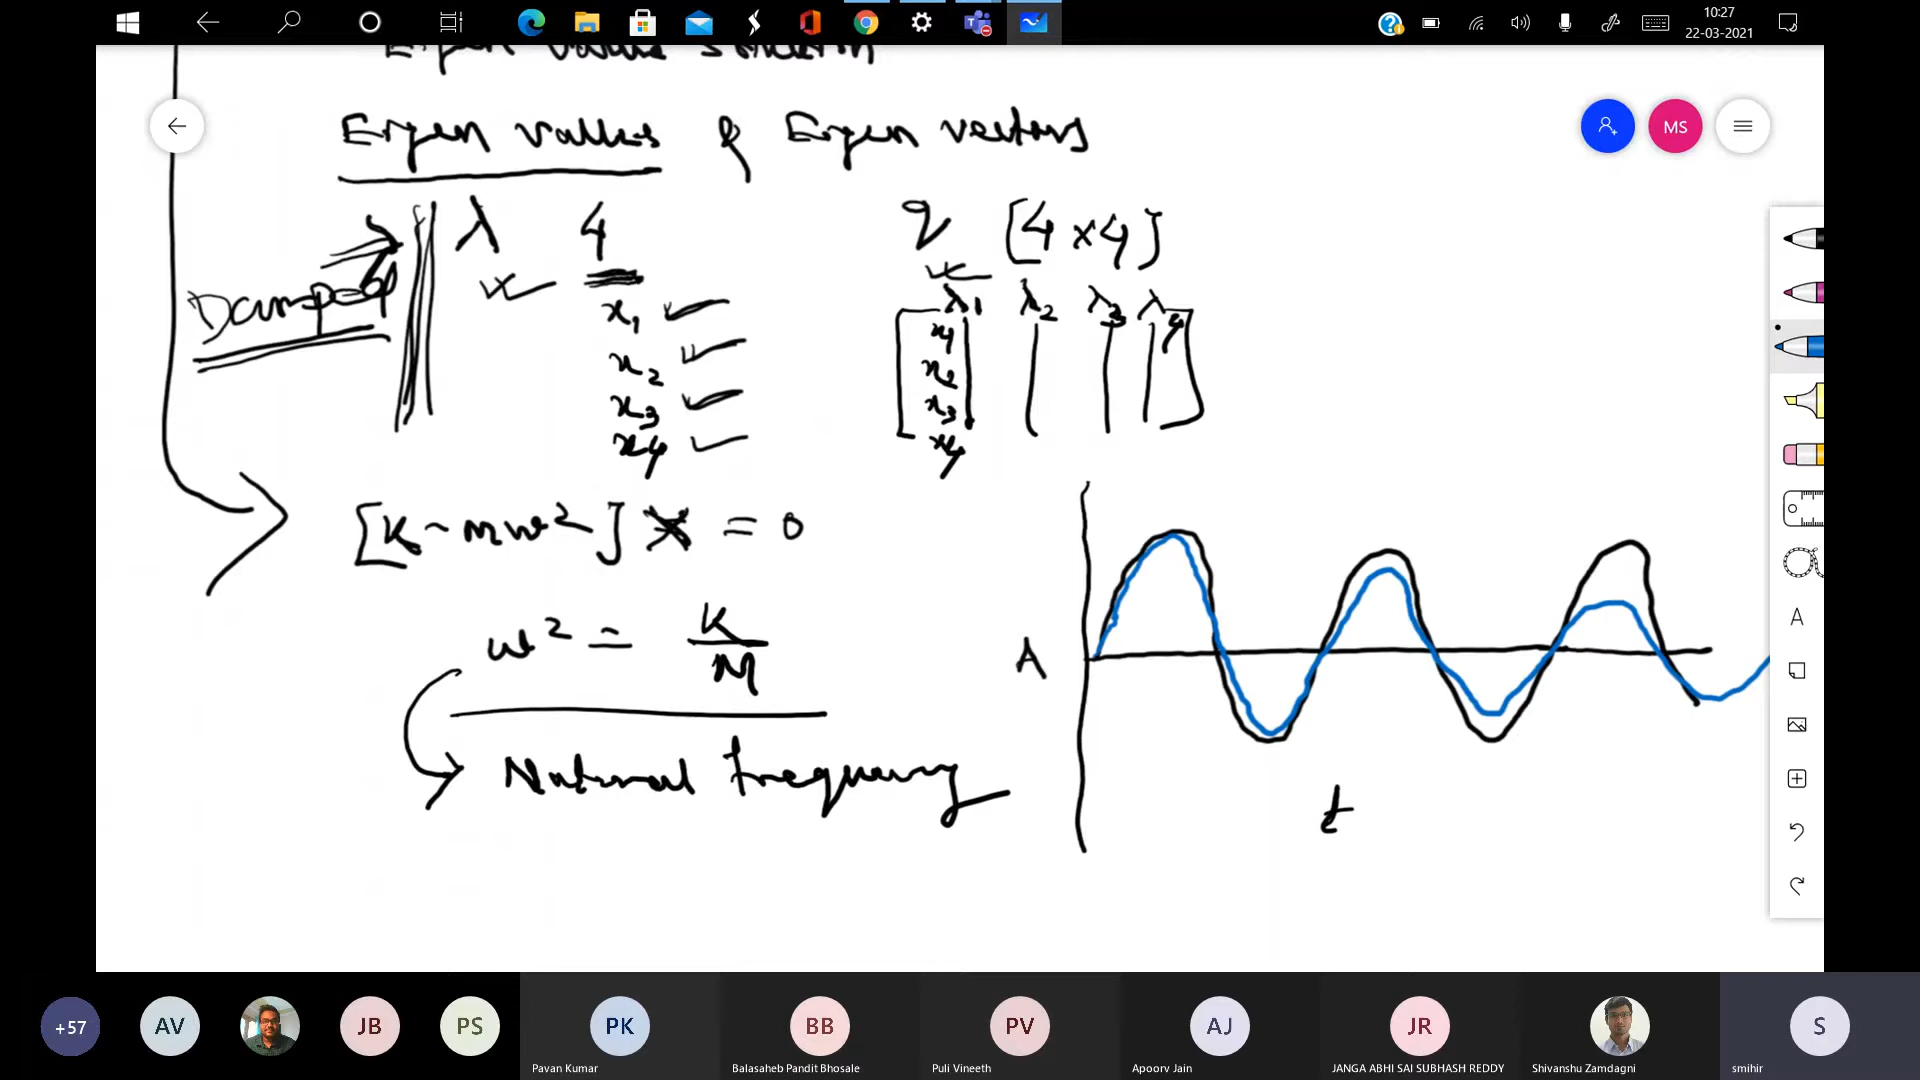 10:27
22-03-2021
Eigen value
Eigen values & Eigen vectors
MS
λ 4
q [4 × 4]
Damped
x1
x2
x3
x4
λ1 λ2 λ3 λ4
x1
x2
x3
x4
[K - mω²] X = 0
ω² = K/M
Natural frequency
A
t
A
+57
AV
JB
PS
PK
BB
PV
AJ
JR
S
Pavan Kumar
Balasaheb Pandit Bhosale
Puli Vineeth
Apoorv Jain
JANGA ABHI SAI SUBHASH REDDY
Shivanshu Zamdagni
smihir